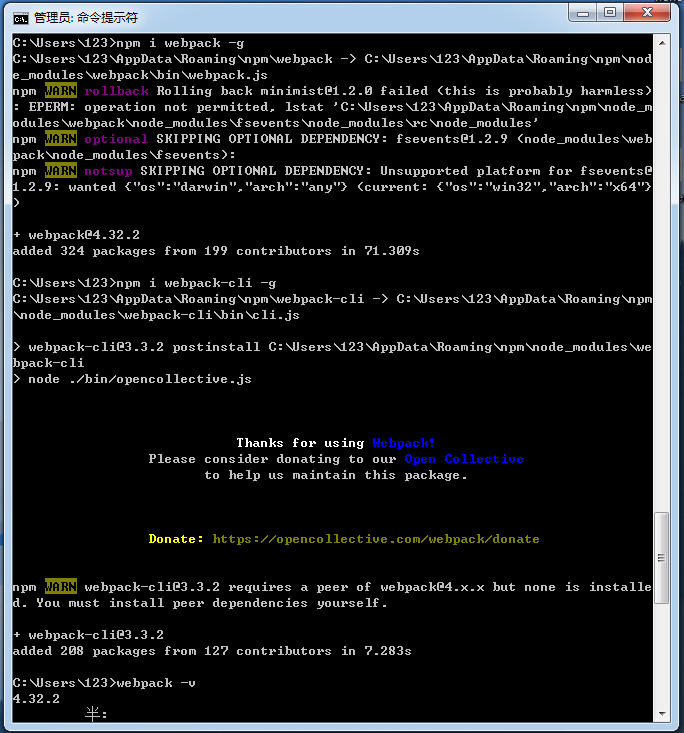 管理员: 命令提示符
C:\Users\123>npm i webpack -g
C:\Users\123\AppData\Roaming\npm\webpack -> C:\Users\123\AppData\Roaming\npm\nod
e_modules\webpack\bin\webpack.js
npm WARN rollback Rolling back minimist@1.2.0 failed (this is probably harmless)
: EPERM: operation not permitted, lstat 'C:\Users\123\AppData\Roaming\npm\node_m
odules\webpack\node_modules\fsevents\node_modules\rc\node_modules'
npm WARN optional SKIPPING OPTIONAL DEPENDENCY: fsevents@1.2.9 (node_modules\web
pack\node_modules\fsevents):
npm WARN notsup SKIPPING OPTIONAL DEPENDENCY: Unsupported platform for fsevents@
1.2.9: wanted {"os":"darwin","arch":"any"} (current: {"os":"win32","arch":"x64"}
)
+ webpack@4.32.2
added 324 packages from 199 contributors in 71.309s
C:\Users\123>npm i webpack-cli -g
C:\Users\123\AppData\Roaming\npm\webpack-cli -> C:\Users\123\AppData\Roaming\npm
\node_modules\webpack-cli\bin\cli.js
> webpack-cli@3.3.2 postinstall C:\Users\123\AppData\Roaming\npm\node_modules\we
bpack-cli
> node ./bin/opencollective.js
Thanks for using Webpack!
Please consider donating to our Open Collective
to help us maintain this package.
Donate: https://opencollective.com/webpack/donate
npm WARN webpack-cli@3.3.2 requires a peer of webpack@4.x.x but none is installe
d. You must install peer dependencies yourself.
+ webpack-cli@3.3.2
added 208 packages from 127 contributors in 7.283s
C:\Users\123>webpack -v
4.32.2
半: